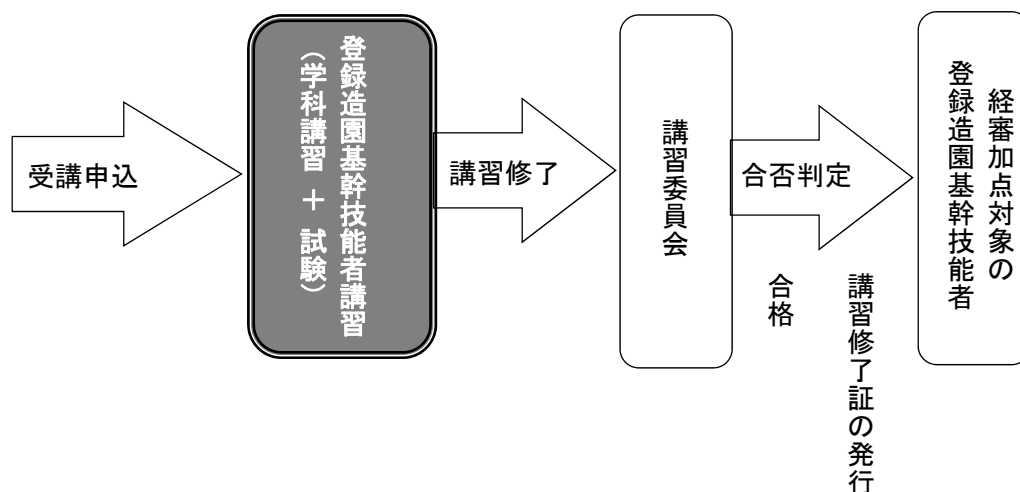 受講申込
登録造園基幹技能者講習
（学科講習 ＋ 試験）
講習修了
講習委員会
合否判定
合格
講習修了証の発行
経審加点対象の
登録造園基幹技能者